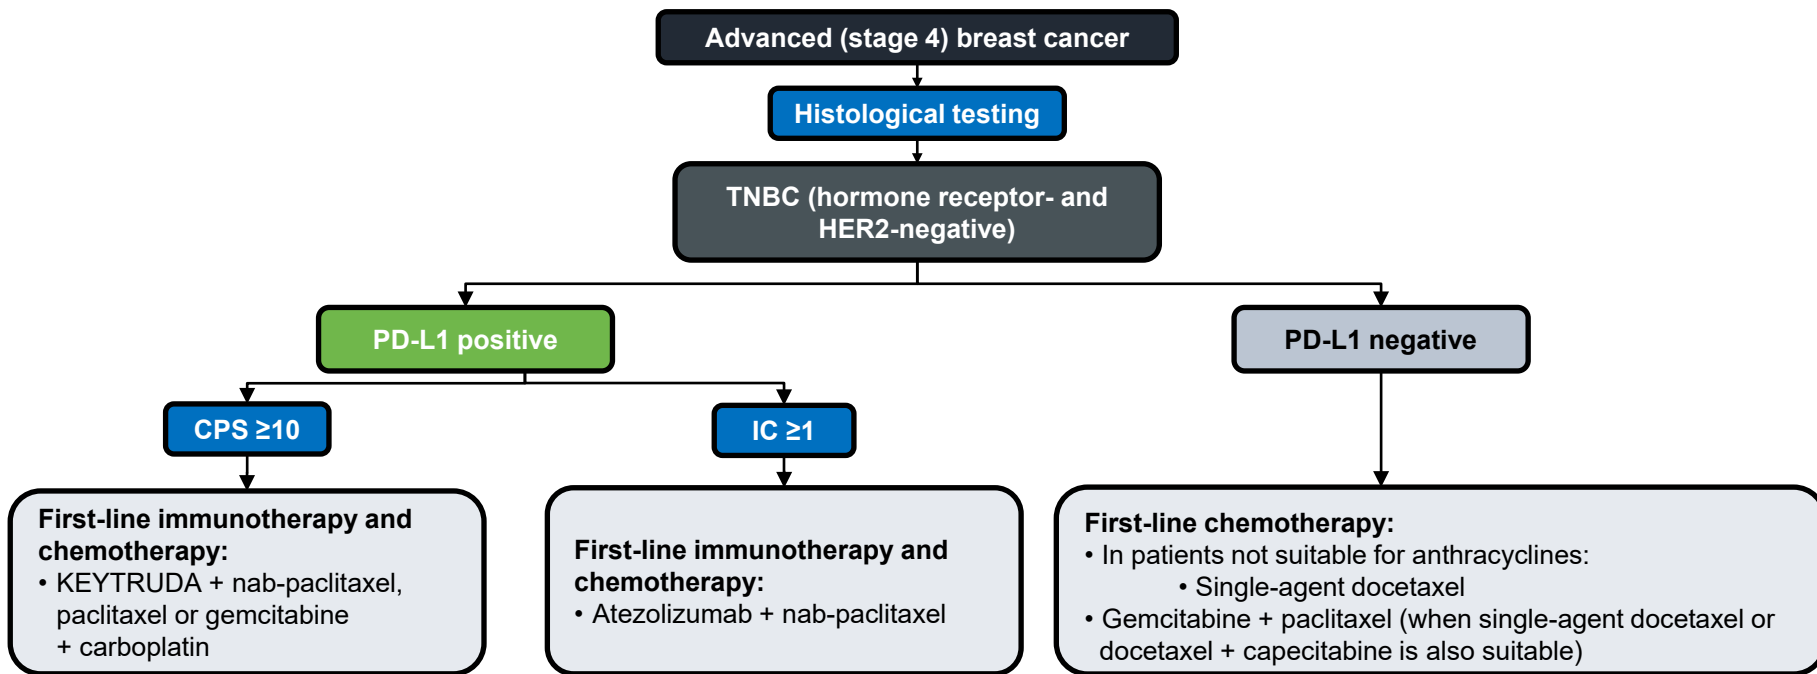 Advanced (stage 4) breast cancer
Histological testing
TNBC (hormone receptor- and
HER2-negative)
PD-L1 positive
PD-L1 negative
CPS ≥10
IC ≥1
First-line immunotherapy and
chemotherapy:
• KEYTRUDA + nab-paclitaxel,
paclitaxel or gemcitabine
+ carboplatin
First-line immunotherapy and
chemotherapy:
• Atezolizumab + nab-paclitaxel
First-line chemotherapy:
• In patients not suitable for anthracyclines:
• Single-agent docetaxel
• Gemcitabine + paclitaxel (when single-agent docetaxel or
docetaxel + capecitabine is also suitable)